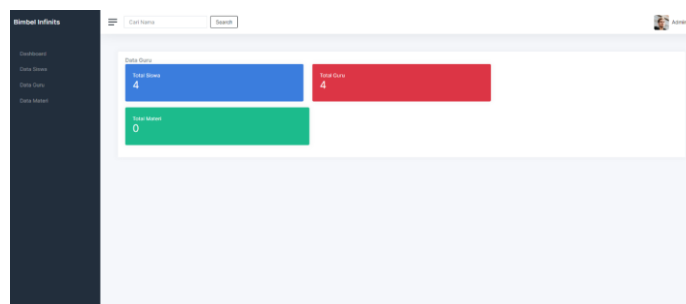 Bimbel Infinits
Cari Nama
Search
Admin
Dashboard
Data Siswa
Data Guru
Data Materi
Data Guru
Total Siswa
4
Total Guru
4
Total Materi
0